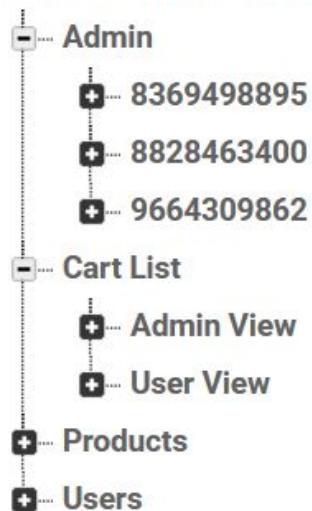 Admin
8369498895
8828463400
9664309862
Cart List
Admin View
User View
Products
Users